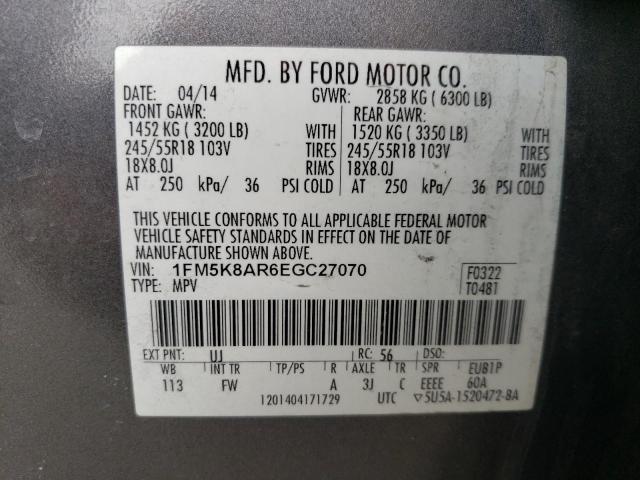 MFD. BY FORD MOTOR CO.
DATE: 04/14 GVWR: 2858 KG ( 6300 LB)
FRONT GAWR: REAR GAWR:
1452 KG ( 3200 LB) WITH 1520 KG ( 3350 LB) WITH
245/55R18 103V TIRES 245/55R18 103V TIRES
18X8.0J RIMS 18X8.0J RIMS
AT 250 kPa/ 36 PSI COLD AT 250 kPa/ 36 PSI COLD
THIS VEHICLE CONFORMS TO ALL APPLICABLE FEDERAL MOTOR
VEHICLE SAFETY STANDARDS IN EFFECT ON THE DATE OF
MANUFACTURE SHOWN ABOVE.
VIN: 1FM5K8AR6EGC27070 F0322
TYPE: MPV T0481
EXT PNT: UJ RC: 56 DSO:
WB INT TR TP/PS R AXLE TR SPR EUB1P
113 FW A 3J C EEEE 60A
1201404171729 UTC ▽5U5A-1520472-BA